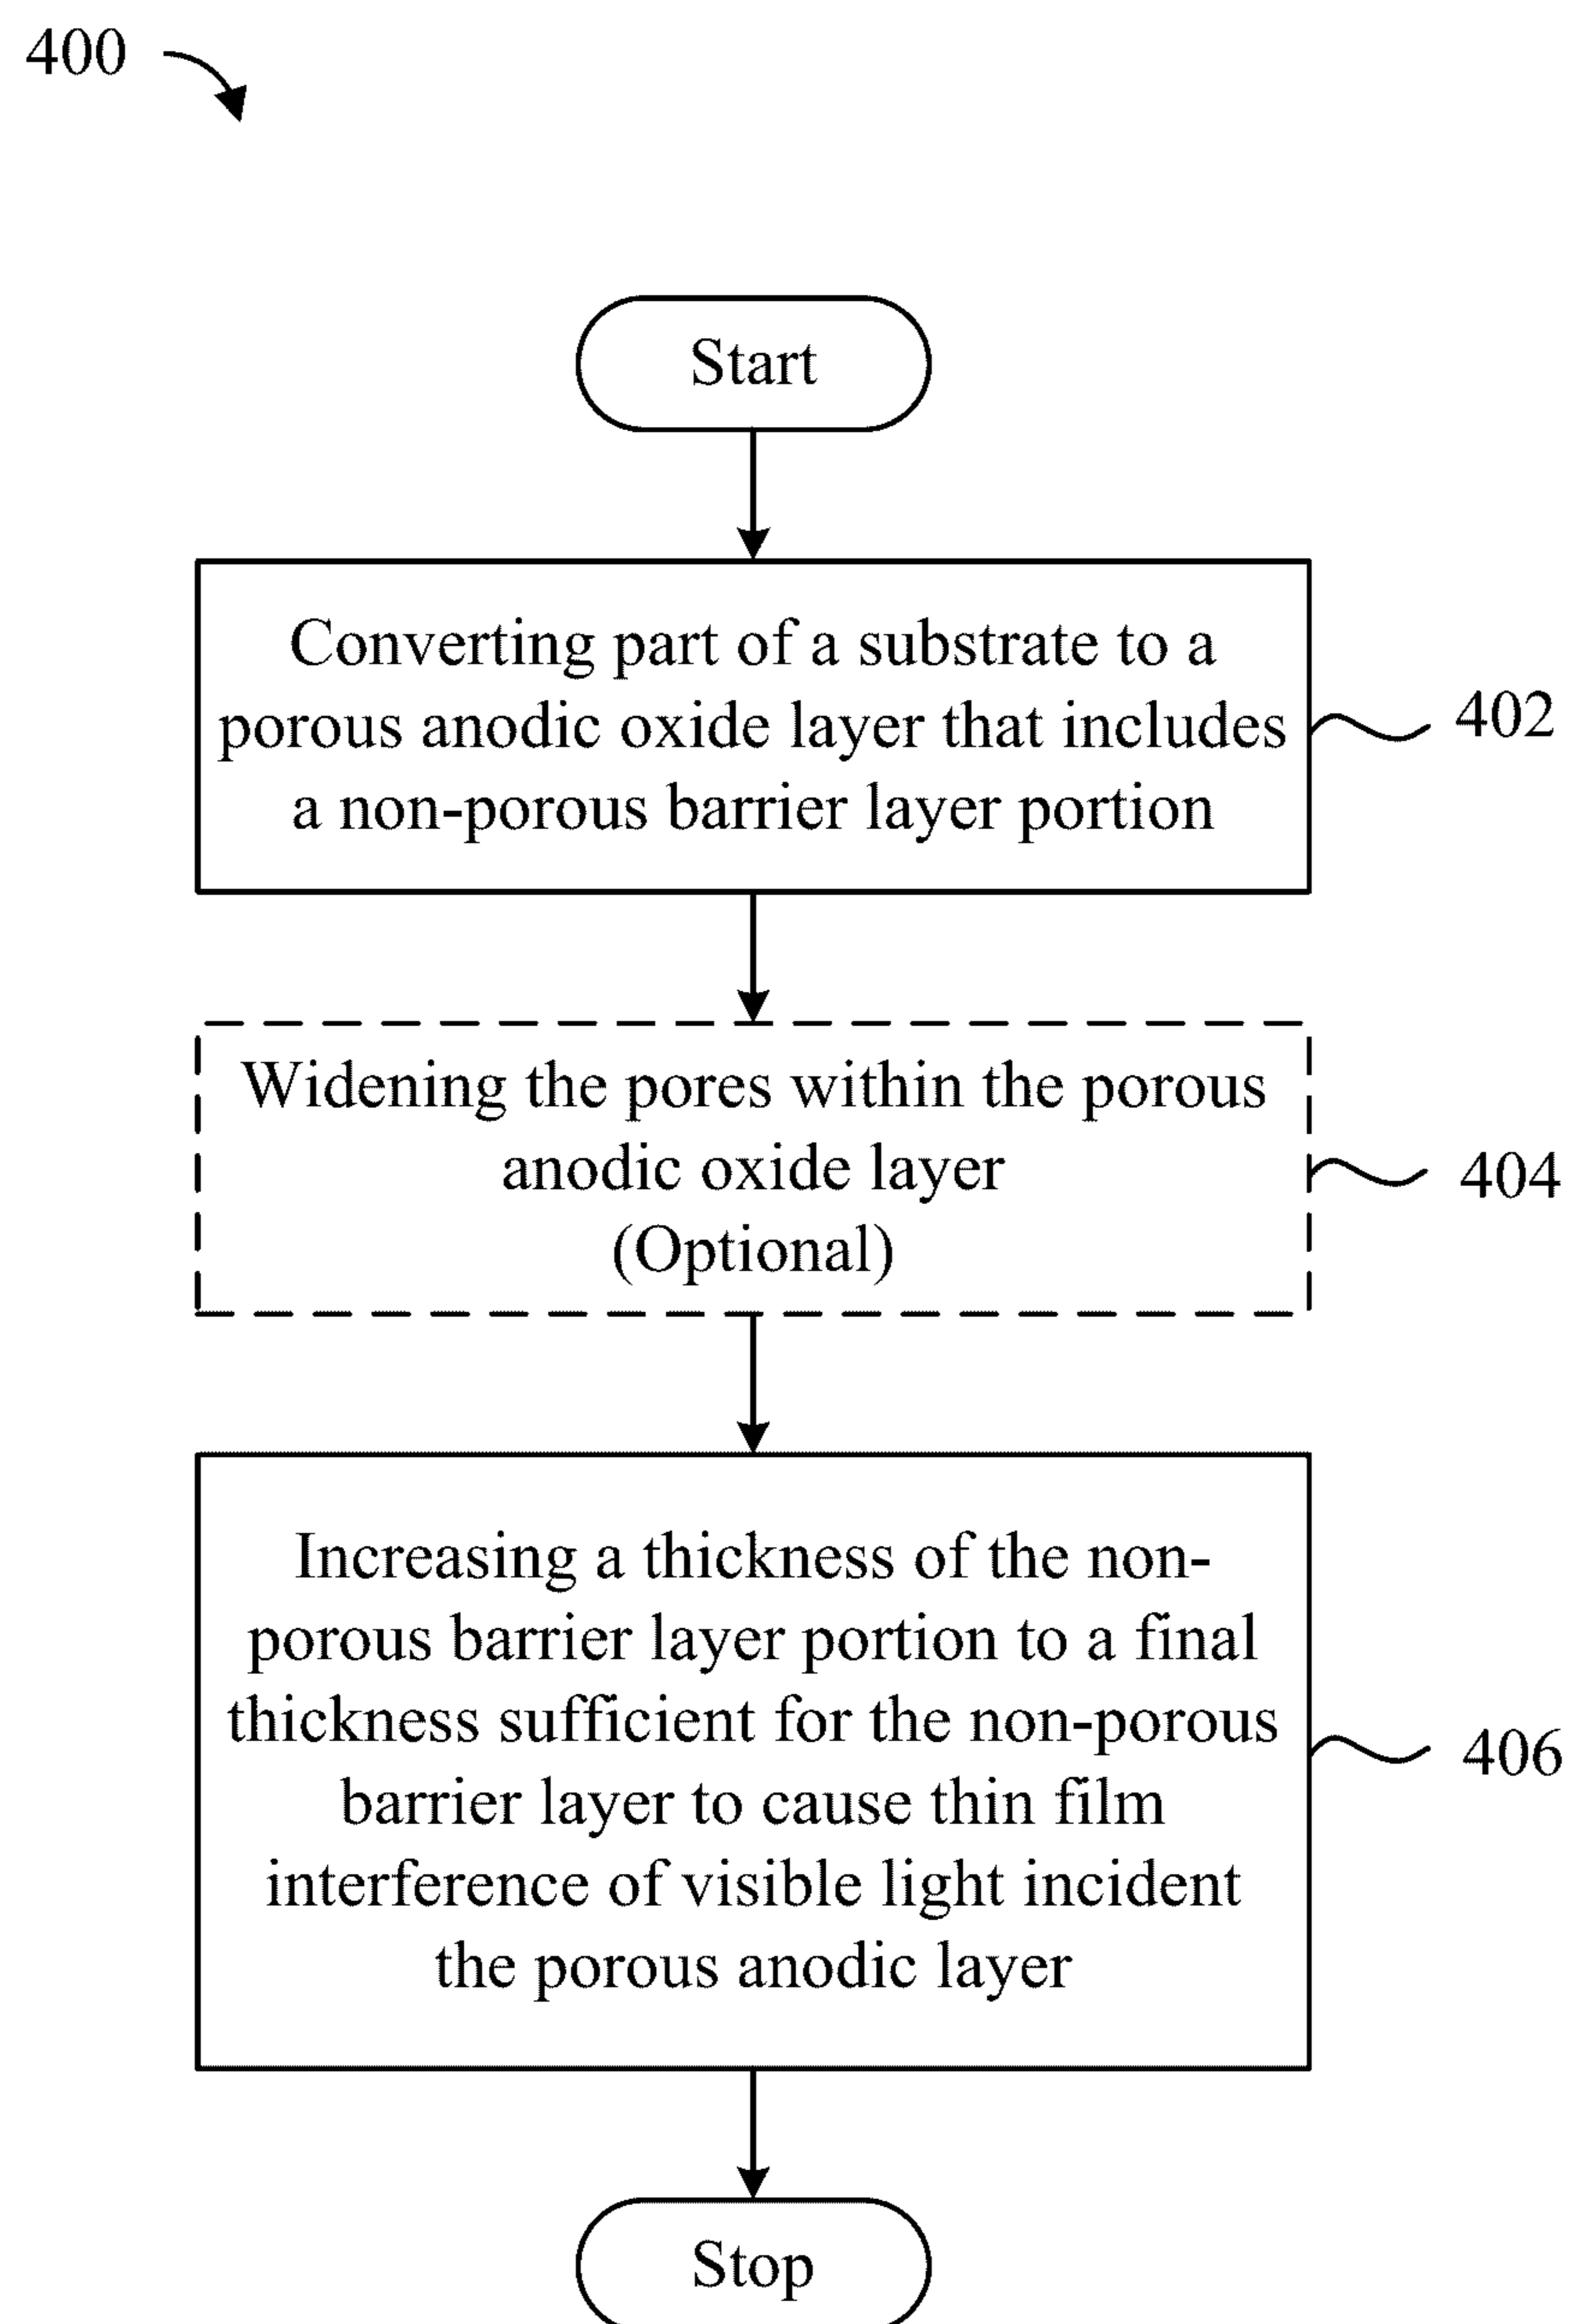 400
Start
Converting part of a substrate to a
porous anodic oxide layer that includes
a non-porous barrier layer portion
402
Widening the pores within the porous
anodic oxide layer
(Optional)
404
Increasing a thickness of the non-
porous barrier layer portion to a final
thickness sufficient for the non-porous
barrier layer to cause thin film
interference of visible light incident
the porous anodic layer
406
Stop